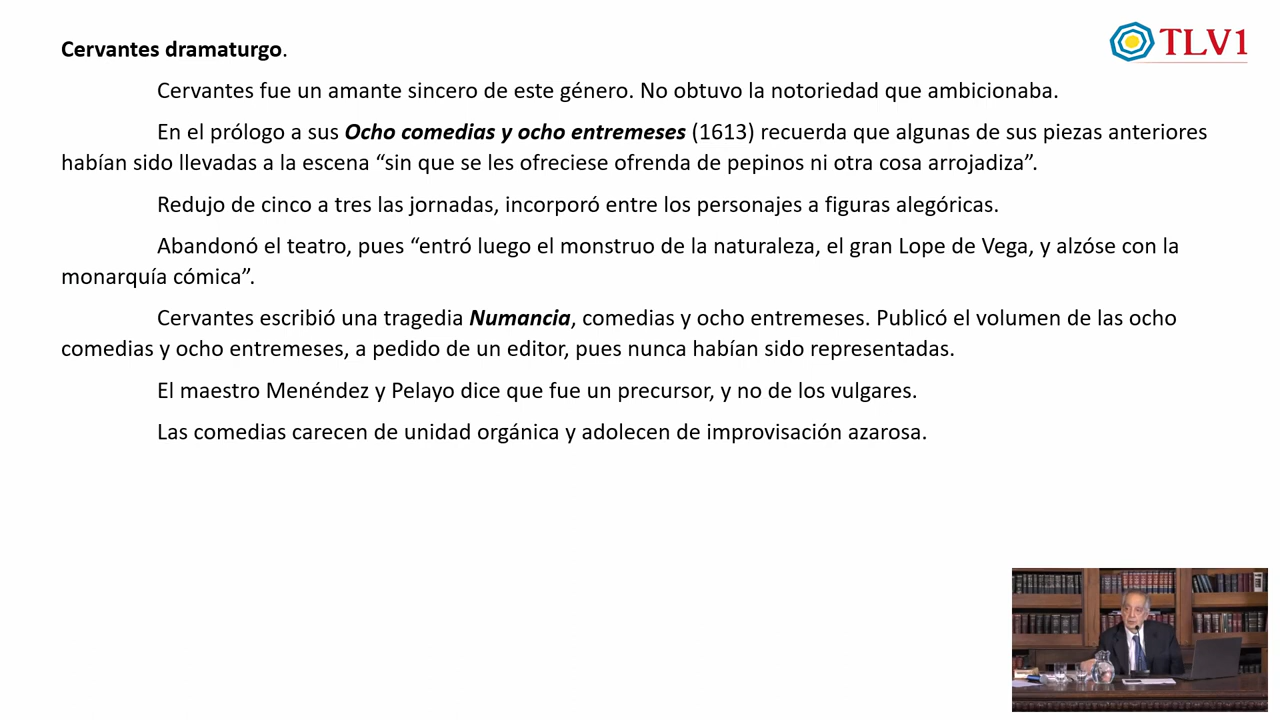 Cervantes dramaturgo.
TLV1
Cervantes fue un amante sincero de este género. No obtuvo la notoriedad que ambicionaba.
En el prólogo a sus Ocho comedias y ocho entremeses (1613) recuerda que algunas de sus piezas anteriores
habían sido llevadas a la escena “sin que se les ofreciese ofrenda de pepinos ni otra cosa arrojadiza”.
Redujo de cinco a tres las jornadas, incorporó entre los personajes a figuras alegóricas.
Abandonó el teatro, pues “entró luego el monstruo de la naturaleza, el gran Lope de Vega, y alzóse con la
monarquía cómica”.
Cervantes escribió una tragedia Numancia, comedias y ocho entremeses. Publicó el volumen de las ocho
comedias y ocho entremeses, a pedido de un editor, pues nunca habían sido representadas.
El maestro Menéndez y Pelayo dice que fue un precursor, y no de los vulgares.
Las comedias carecen de unidad orgánica y adolecen de improvisación azarosa.